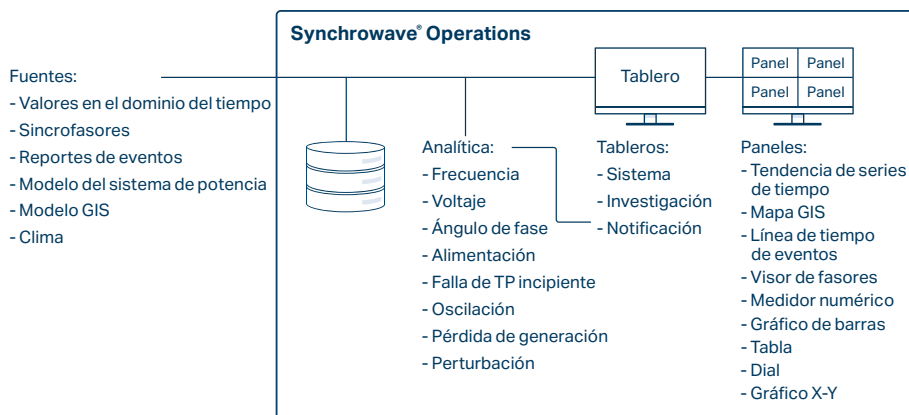 Synchrowave® Operations
Fuentes:
- Valores en el dominio del tiempo
- Sincrofasores
- Reportes de eventos
- Modelo del sistema de potencia
- Modelo GIS
- Clima
Analítica:
- Frecuencia
- Voltaje
- Ángulo de fase
- Alimentación
- Falla de TP incipiente
- Oscilación
- Pérdida de generación
- Perturbación
Tablero
Tableros:
- Sistema
- Investigación
- Notificación
Panel Panel
Panel Panel
Paneles:
- Tendencia de series
de tiempo
- Mapa GIS
- Línea de tiempo
de eventos
- Visor de fasores
- Medidor numérico
- Gráfico de barras
- Tabla
- Dial
- Gráfico X-Y